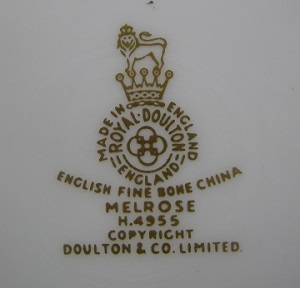 MADE IN ENGLAND
ROYAL·DOULTON
ENGLAND
ENGLISH FINE BONE CHINA
MELROSE
H.4955
COPYRIGHT
DOULTON & CO. LIMITED.